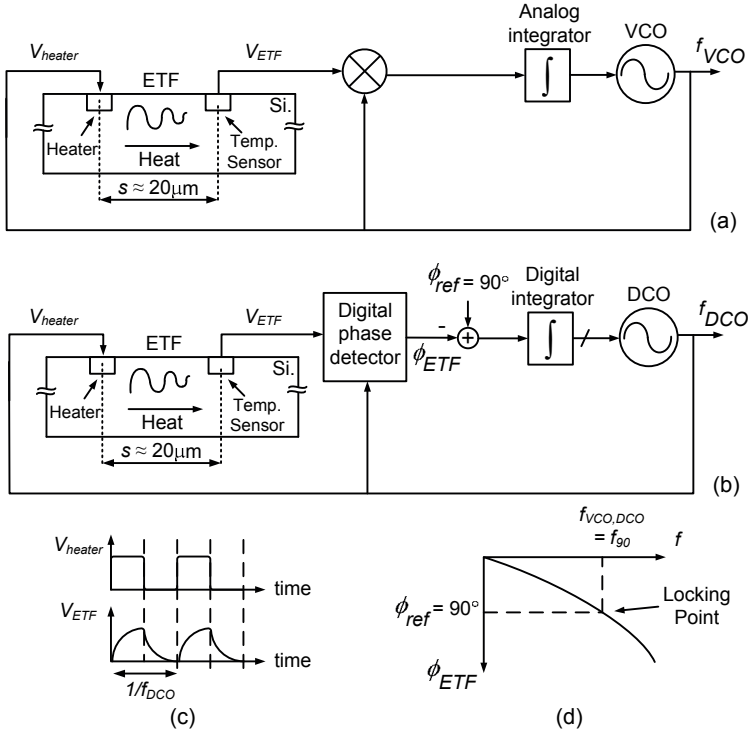 Analog
integrator
VCO
f_VCO
V_heater
V_ETF
ETF
Si.
∫
Heater
Temp.
Sensor
Heat
s ≈ 20μm
(a)
ϕ_ref = 90°
Digital
integrator
DCO
f_DCO
V_heater
V_ETF
ETF
Digital
phase
detector
-
+
ϕ_ETF
∫
Si.
Heater
Temp.
Sensor
Heat
s ≈ 20μm
(b)
V_heater
time
V_ETF
time
1/f_DCO
(c)
f_VCO,DCO
= f_90
f
ϕ_ref = 90°
Locking
Point
ϕ_ETF
(d)